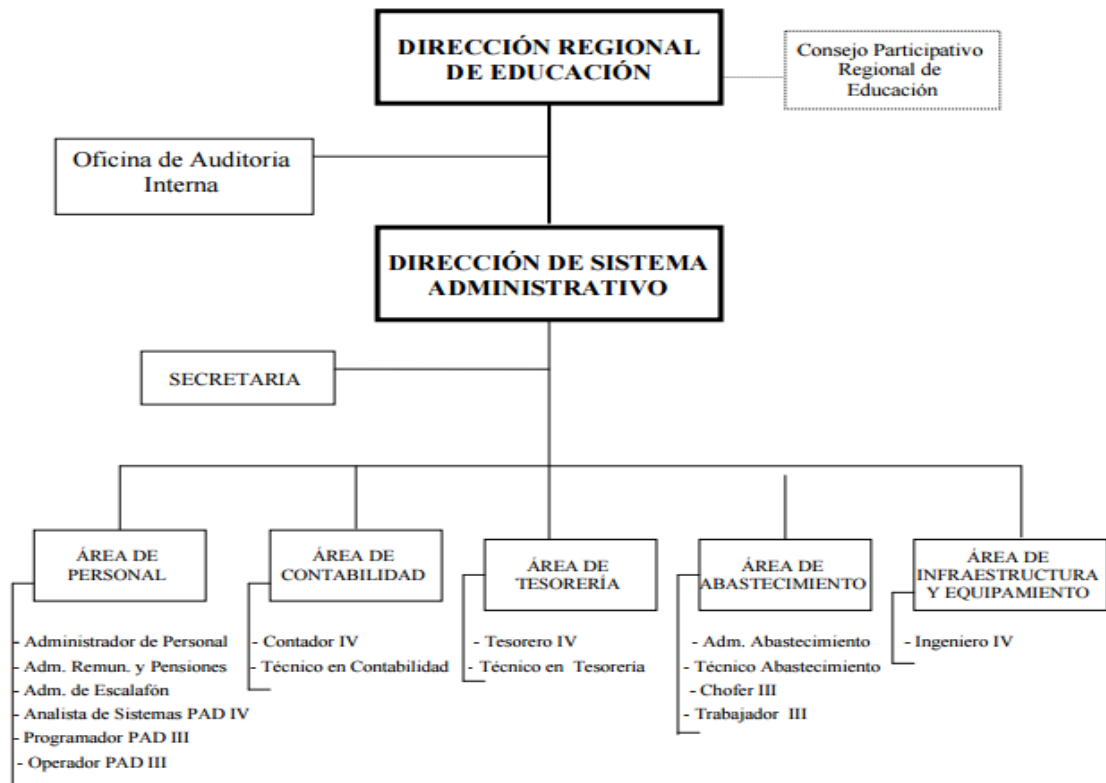 DIRECCIÓN REGIONAL
DE EDUCACIÓN
Consejo Participativo
Regional de
Educación
Oficina de Auditoria
Interna
DIRECCIÓN DE SISTEMA
ADMINISTRATIVO
SECRETARIA
ÁREA DE
PERSONAL
- Administrador de Personal
- Adm. Remun. y Pensiones
- Adm. de Escalafón
- Analista de Sistemas PAD IV
- Programador PAD III
- Operador PAD III
ÁREA DE
CONTABILIDAD
- Contador IV
- Técnico en Contabilidad
ÁREA DE
TESORERÍA
- Tesorero IV
- Técnico en Tesorería
ÁREA DE
ABASTECIMIENTO
- Adm. Abastecimiento
- Técnico Abastecimiento
- Chofer III
- Trabajador III
ÁREA DE
INFRAESTRUCTURA
Y EQUIPAMIENTO
- Ingeniero IV